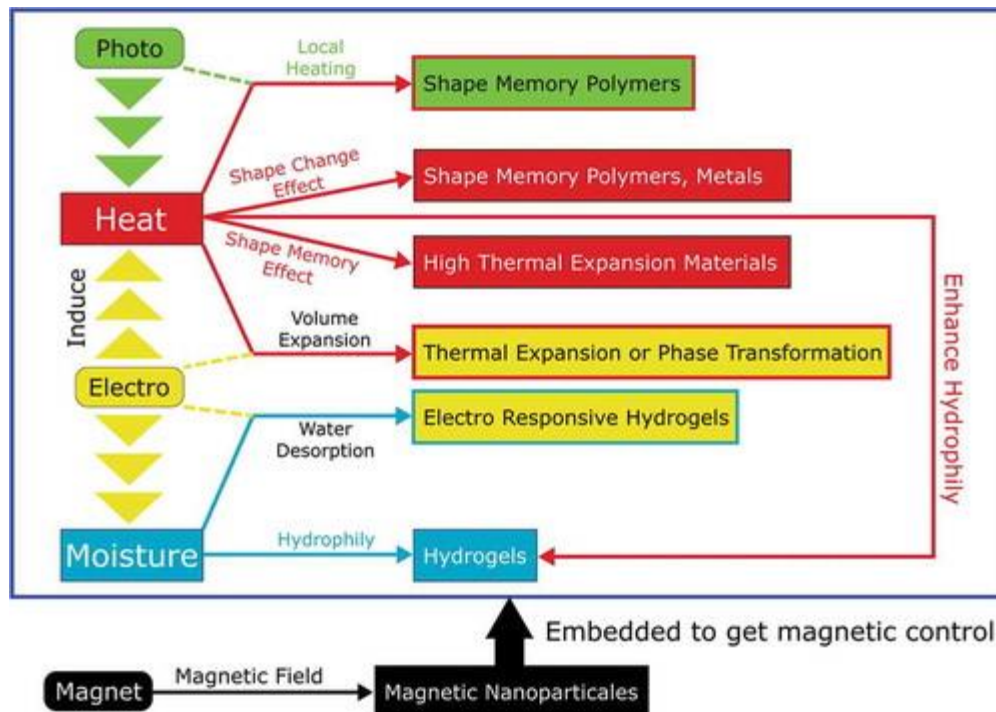 Photo
Local
Heating
Shape Memory Polymers
Shape Change
Effect
Shape Memory Polymers, Metals
Heat
Shape Memory
Effect
High Thermal Expansion Materials
Induce
Volume
Expansion
Thermal Expansion or Phase Transformation
Enhance Hydrophily
Electro
Electro Responsive Hydrogels
Water
Desorption
Moisture
Hydrophily
Hydrogels
Embedded to get magnetic control
Magnet
Magnetic Field
Magnetic Nanoparticales